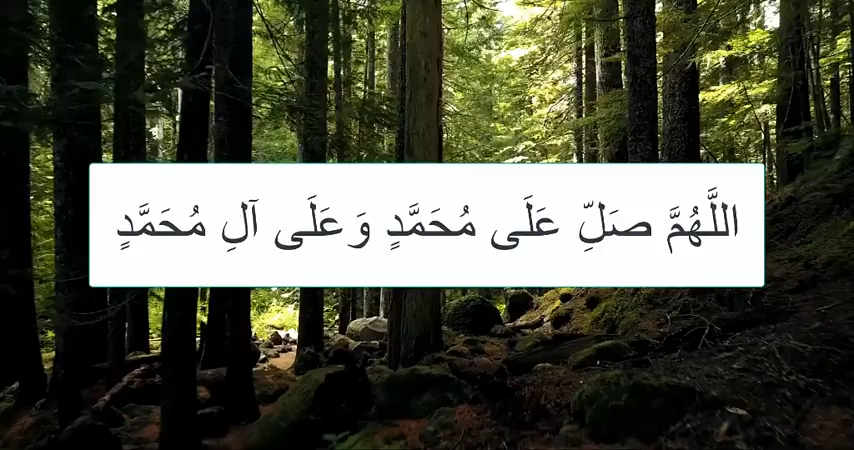 اللَّهُمَّ صَلِّ عَلَى مُحَمَّدٍ وَعَلَى آلِ مُحَمَّدٍ